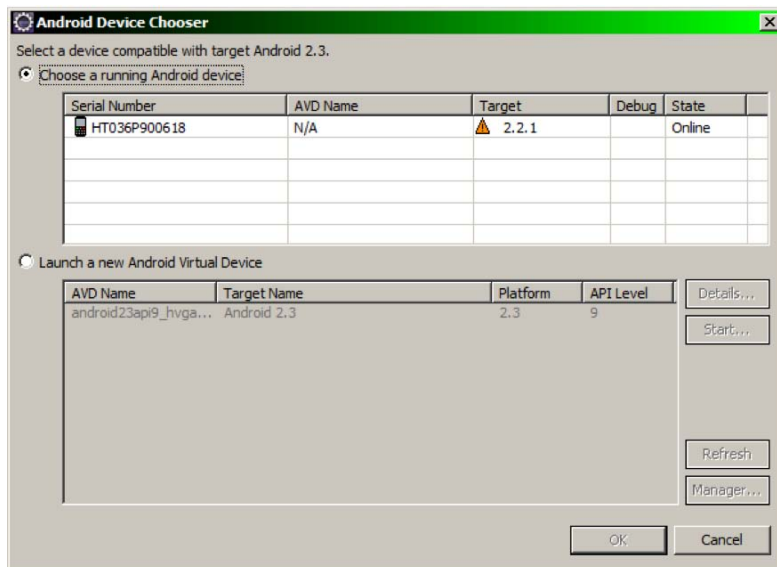 Android Device Chooser
Select a device compatible with target Android 2.3.
Choose a running Android device
Serial Number AVD Name Target Debug State
HT036P900618 N/A 2.2.1 Online
Launch a new Android Virtual Device
AVD Name Target Name Platform API Level
android23api9_hvga... Android 2.3 2.3 9
Details...
Start...
Refresh
Manager...
OK Cancel